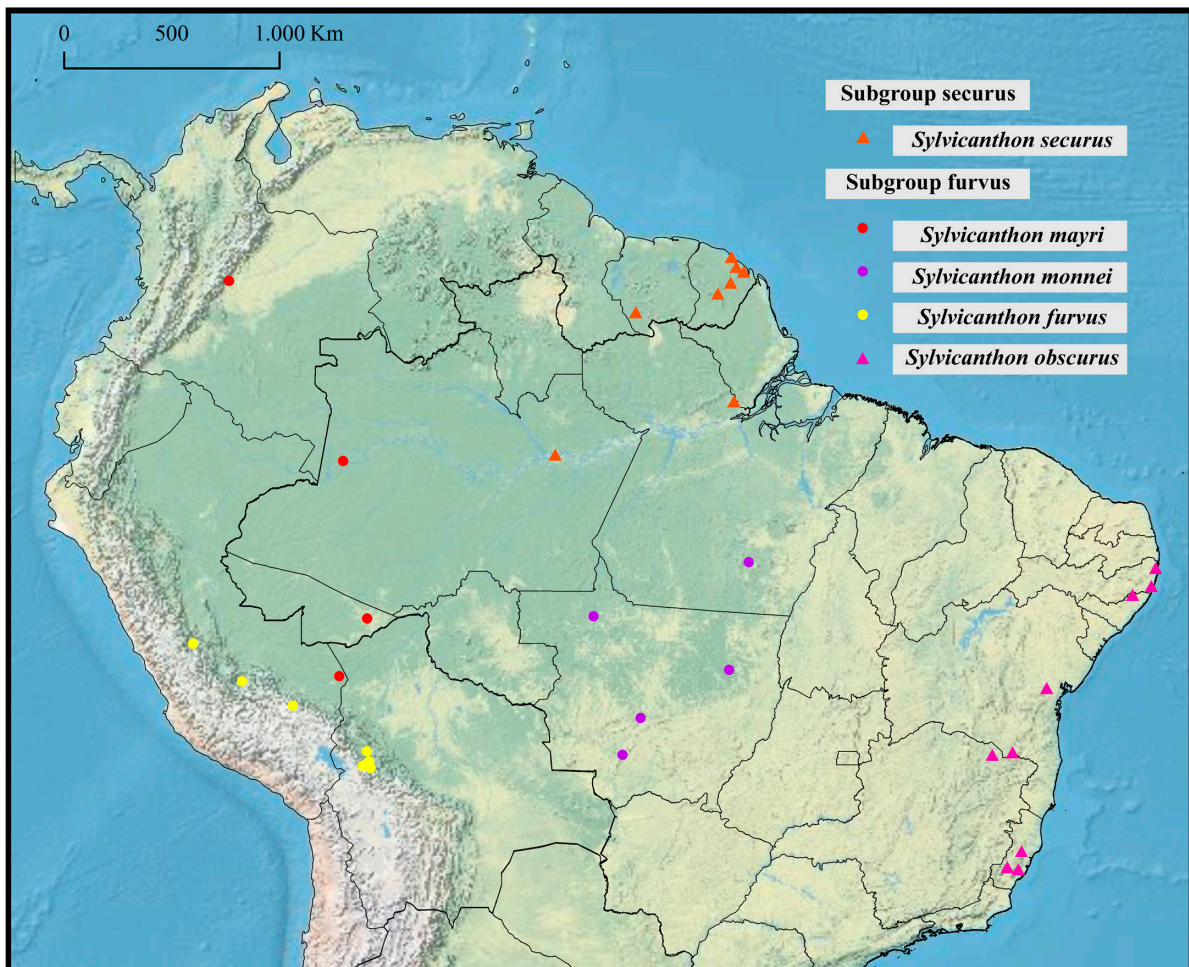 0 500 1.000 Km
Subgroup securus
Sylvicanthon securus
Subgroup furvus
Sylvicanthon mayri
Sylvicanthon monnei
Sylvicanthon furvus
Sylvicanthon obscurus